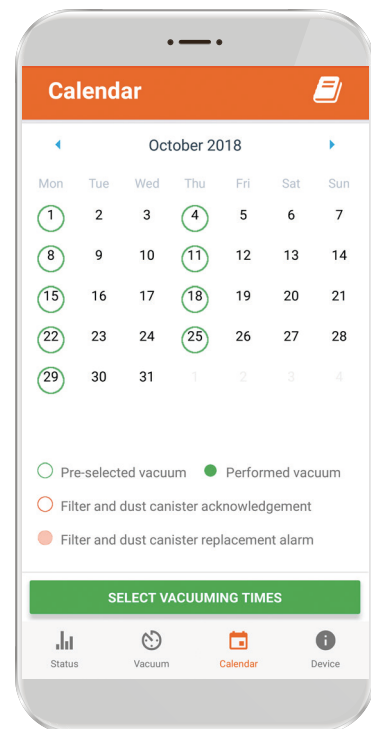 Calendar
October 2018
Mon Tue Wed Thu Fri Sat Sun
1 2 3 4 5 6 7
8 9 10 11 12 13 14
15 16 17 18 19 20 21
22 23 24 25 26 27 28
29 30 31 1 2 3 4
Pre-selected vacuum Performed vacuum
Filter and dust canister acknowledgement
Filter and dust canister replacement alarm
SELECT VACUUMING TIMES
Status Vacuum Calendar Device